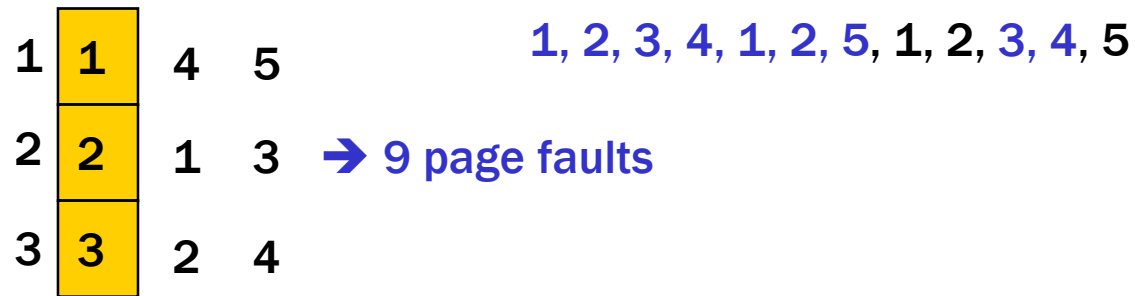 1, 2, 3, 4, 1, 2, 5, 1, 2, 3, 4, 5
1 1 4 5
2 2 1 3 ➔ 9 page faults
3 3 2 4